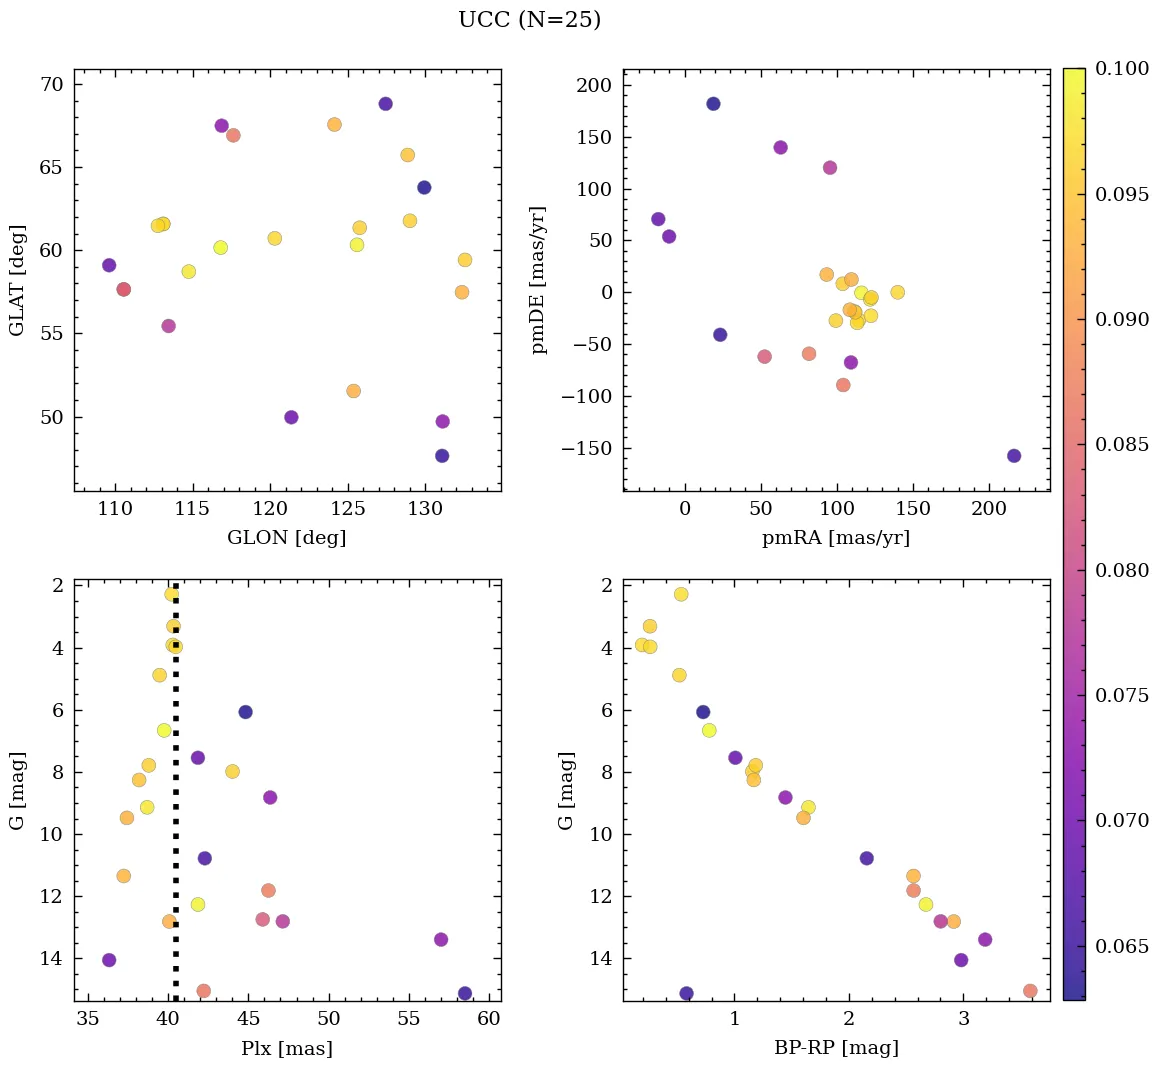 UCC (N=25)
70
65
60
55
50
GLAT [deg]
110 115 120 125 130
GLON [deg]
200
150
100
50
0
−50
−100
−150
pmDE [mas/yr]
0 50 100 150 200
pmRA [mas/yr]
2
4
6
8
10
12
14
G [mag]
35 40 45 50 55 60
Plx [mas]
2
4
6
8
10
12
14
G [mag]
1 2 3
BP-RP [mag]
0.100
0.095
0.090
0.085
0.080
0.075
0.070
0.065